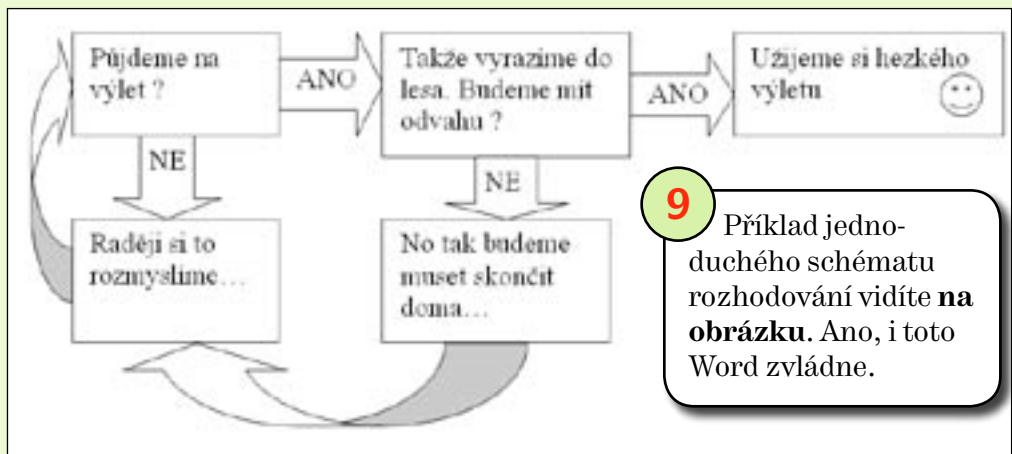 Půjdeme na
výlet ?
ANO
Takže vyrazíme do
lesa. Budeme mít
odvahu ?
ANO
Užijeme si hezkého
výletu
NE
NE
Raději si to
rozmyslíme…
No tak budeme
muset skončit
doma…
9
Příklad jedno-
duchého schématu
rozhodování vidíte na
obrázku. Ano, i toto
Word zvládne.